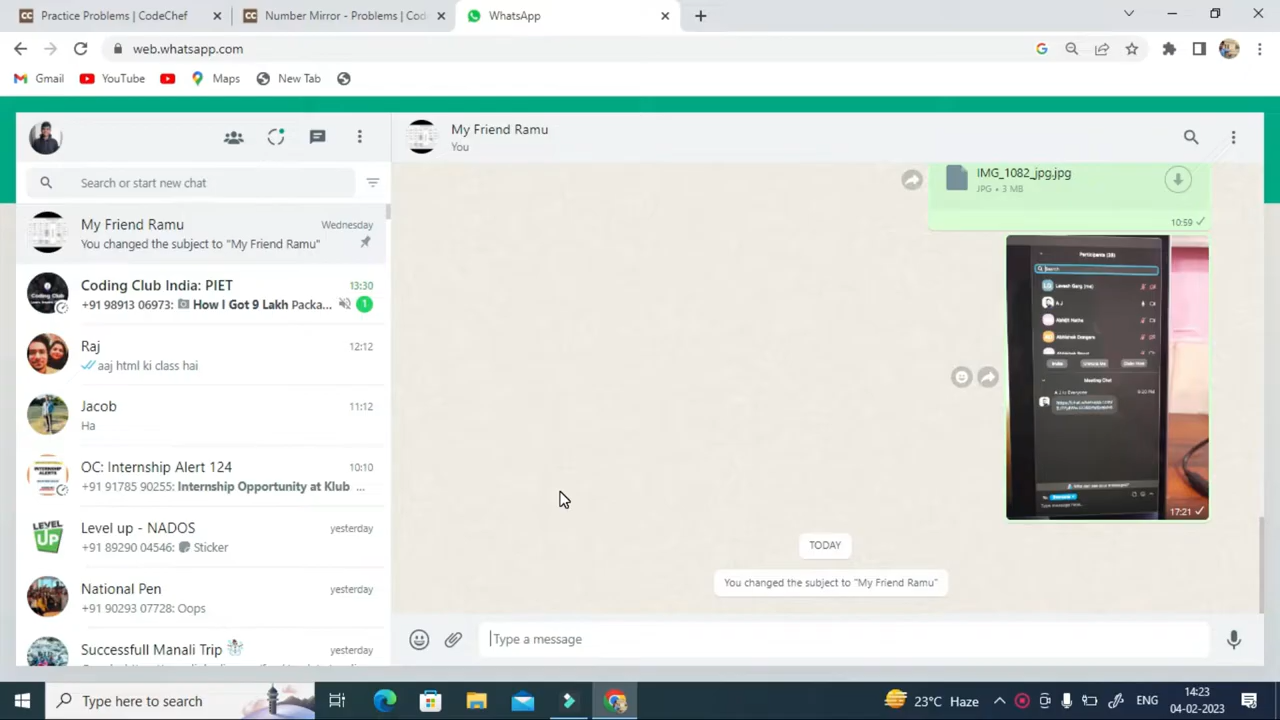 Practice Problems | CodeChef
Number Mirror - Problems | Cod
WhatsApp
web.whatsapp.com
Gmail
YouTube
Maps
New Tab
My Friend Ramu
You
Search or start new chat
My Friend Ramu
Wednesday
You changed the subject to "My Friend Ramu"
Coding Club India: PIET
13:30
+91 98913 06973: How I Got 9 Lakh Packa...
1
Raj
12:12
aaj html ki class hai
Jacob
11:12
Ha
OC: Internship Alert 124
10:10
+91 91785 90255: Internship Opportunity at Klub ...
Level up - NADOS
yesterday
+91 89290 04546: Sticker
National Pen
yesterday
+91 90293 07728: Oops
Successfull Manali Trip
yesterday
IMG_1082_jpg.jpg
JPG • 3 MB
10:59
Participants (28)
Search
A J
Meeting Chat
17:21
TODAY
You changed the subject to "My Friend Ramu"
Type a message
Type here to search
23°C Haze
ENG
14:23
04-02-2023